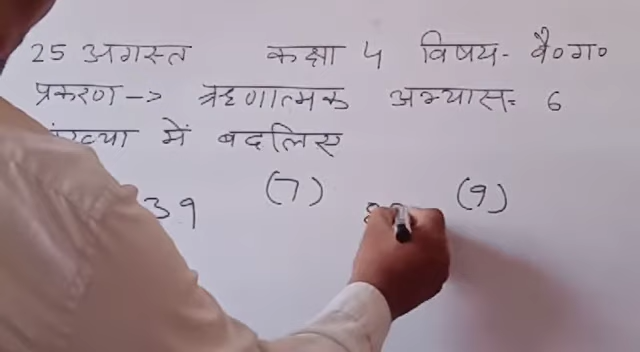 25 अगस्त कक्षा 4 विषय- वै०ग०
प्रकरण-> ऋणात्मक अभ्यास= 6
संख्या में बदलिए
39 (7) (9)